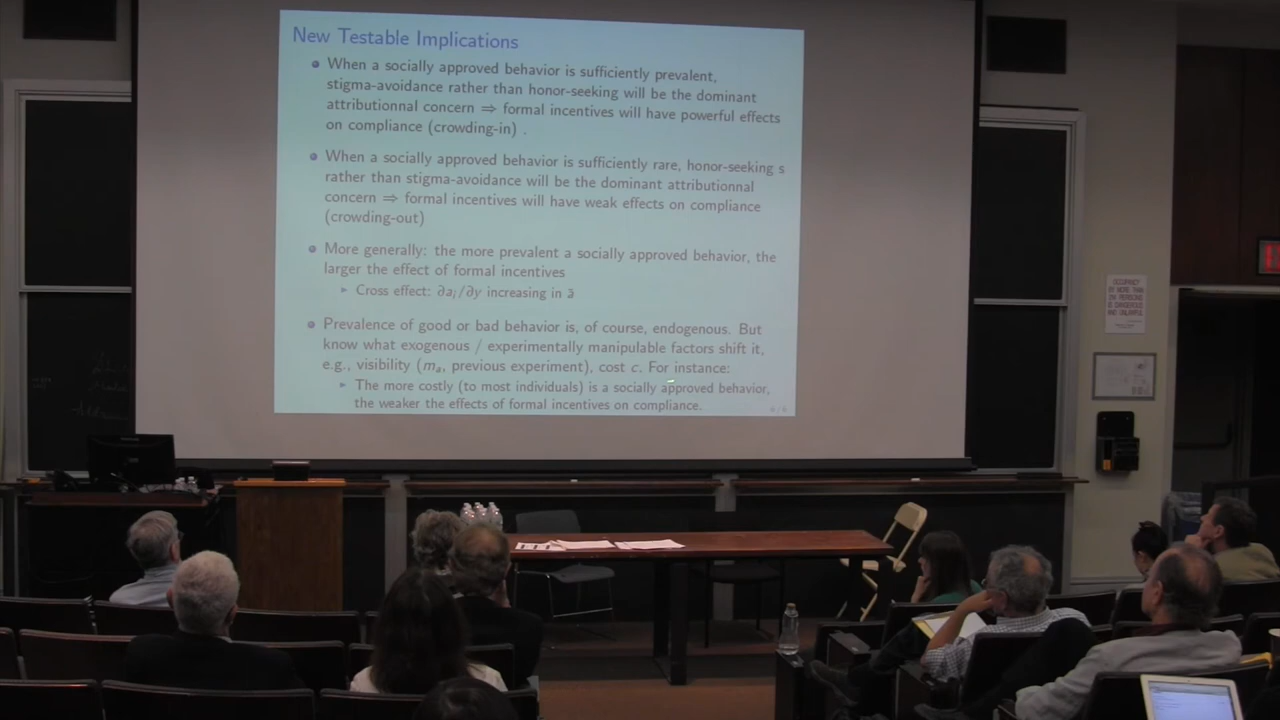 New Testable Implications
When a socially approved behavior is sufficiently prevalent,
stigma-avoidance rather than honor-seeking will be the dominant
attributionnal concern ⇒ formal incentives will have powerful effects
on compliance (crowding-in) .
When a socially approved behavior is sufficiently rare, honor-seeking s
rather than stigma-avoidance will be the dominant attributionnal
concern ⇒ formal incentives will have weak effects on compliance
(crowding-out)
More generally: the more prevalent a socially approved behavior, the
larger the effect of formal incentives
Cross effect: ∂aᵢ/∂y increasing in ā
Prevalence of good or bad behavior is, of course, endogenous. But
know what exogenous / experimentally manipulable factors shift it,
e.g., visibility (mₐ, previous experiment), cost c. For instance:
The more costly (to most individuals) is a socially approved behavior,
the weaker the effects of formal incentives on compliance.
OCCUPANCY
BY MORE THAN
PERSONS
IS DANGEROUS
AND UNLAWFUL